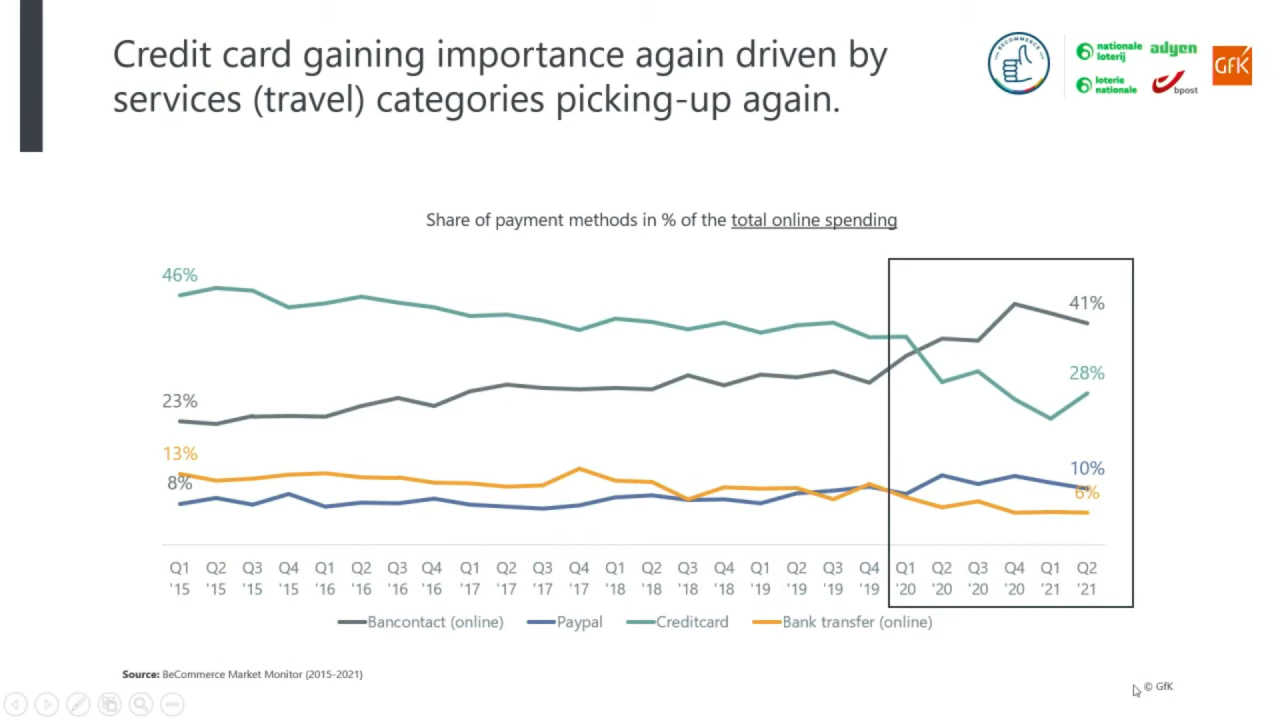 Credit card gaining importance again driven by
services (travel) categories picking-up again.
BECOMMERCE
nationale
loterij
adyen
loterie
nationale
bpost
GFK
Share of payment methods in % of the total online spending
46%
41%
28%
23%
13%
8%
10%
6%
Q1 Q2 Q3 Q4 Q1 Q2 Q3 Q4 Q1 Q2 Q3 Q4 Q1 Q2 Q3 Q4 Q1 Q2 Q3 Q4 Q1 Q2 Q3 Q4 Q1 Q2
'15 '15 '15 '15 '16 '16 '16 '16 '17 '17 '17 '17 '18 '18 '18 '18 '19 '19 '19 '19 '20 '20 '20 '20 '21 '21
Bancontact (online) Paypal Creditcard Bank transfer (online)
Source: BeCommerce Market Monitor (2015-2021)
© GfK